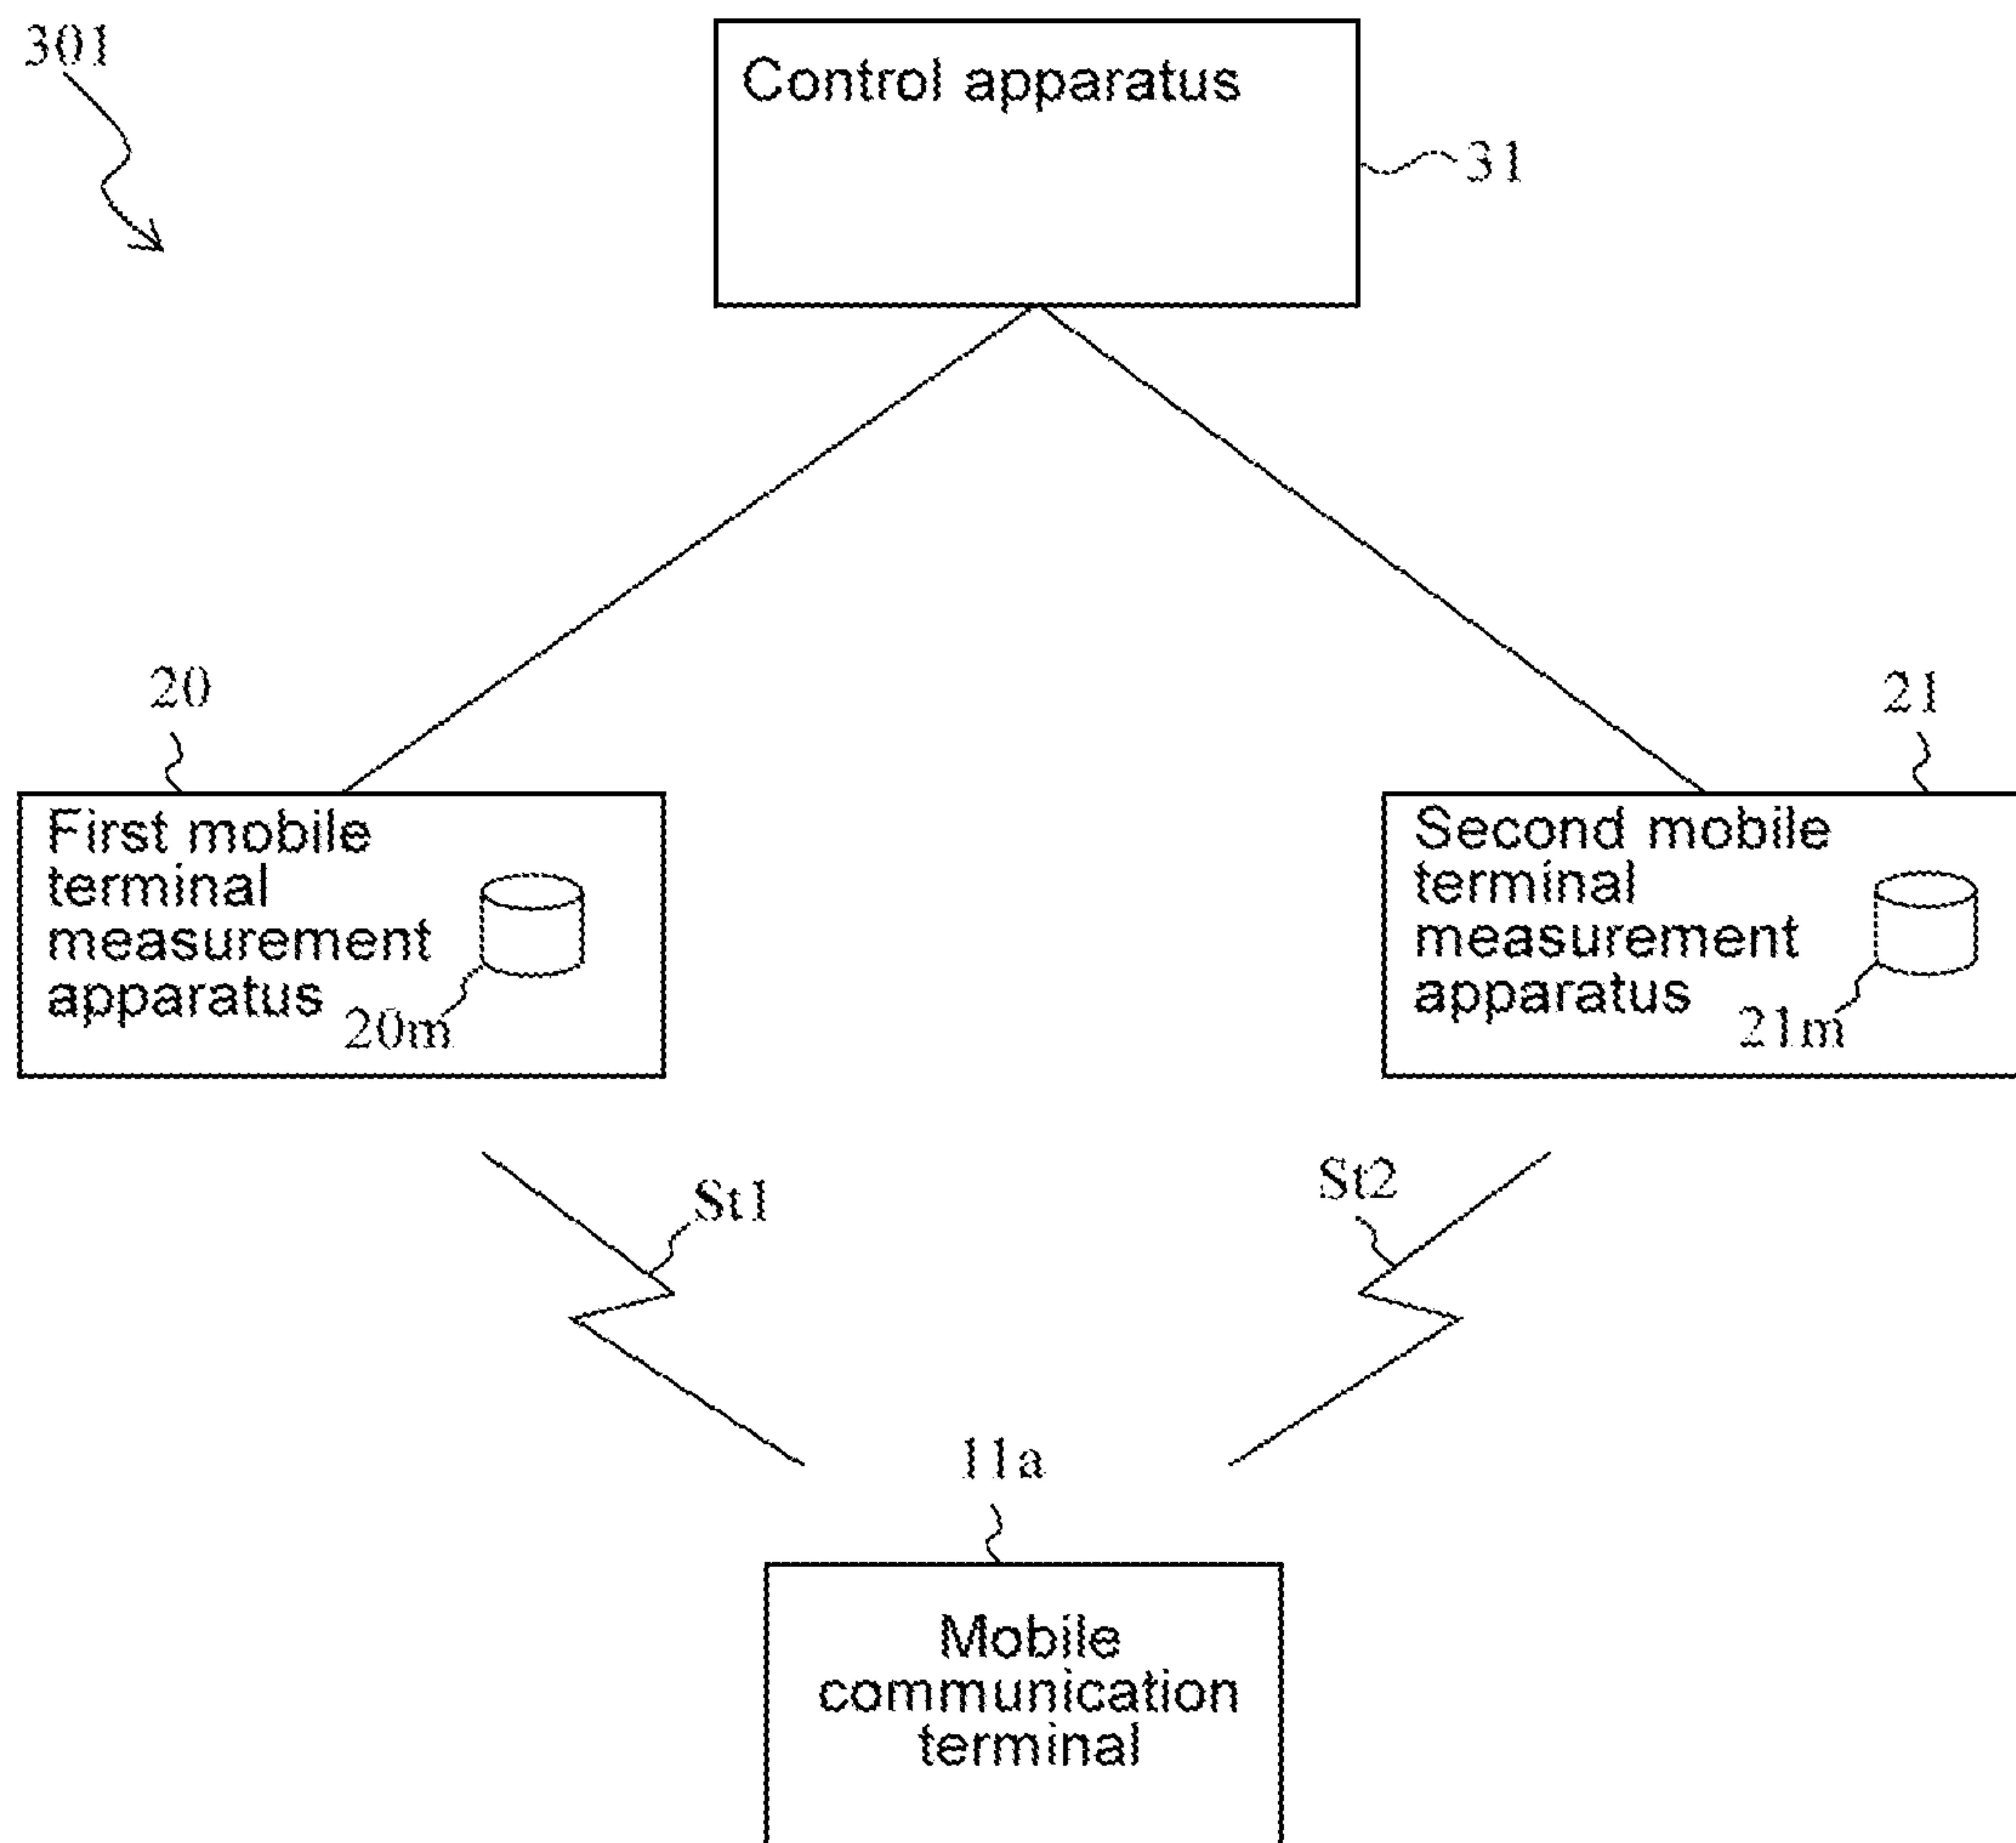 301
Control apparatus
31
20
21
First mobile
terminal
measurement
apparatus
20m
Second mobile
terminal
measurement
apparatus
21m
St1
St2
11a
Mobile
communication
terminal